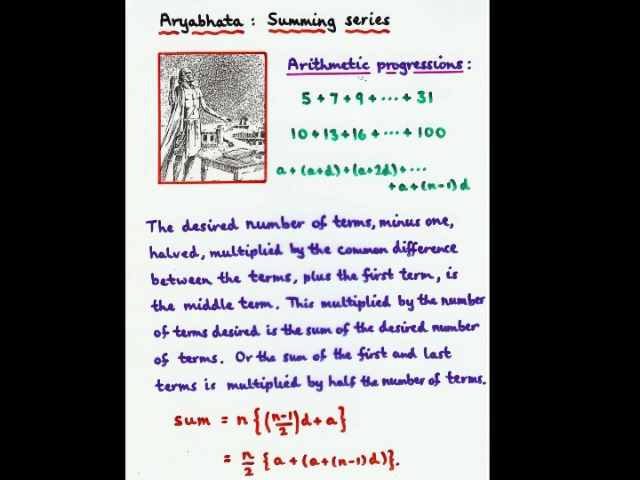 Aryabhata : Summing series
Arithmetic progressions :
5 + 7 + 9 + ··· + 31
10 + 13 + 16 + ··· + 100
a + (a+d) + (a+2d) + ···
+ a + (n-1)d
The desired number of terms, minus one,
halved, multiplied by the common difference
between the terms, plus the first term, is
the middle term. This multiplied by the number
of terms desired is the sum of the desired number
of terms. Or the sum of the first and last
terms is multiplied by half the number of terms.
sum = n { ( (n-1)/2 ) d + a }
= n/2 { a + (a + (n-1)d) }.